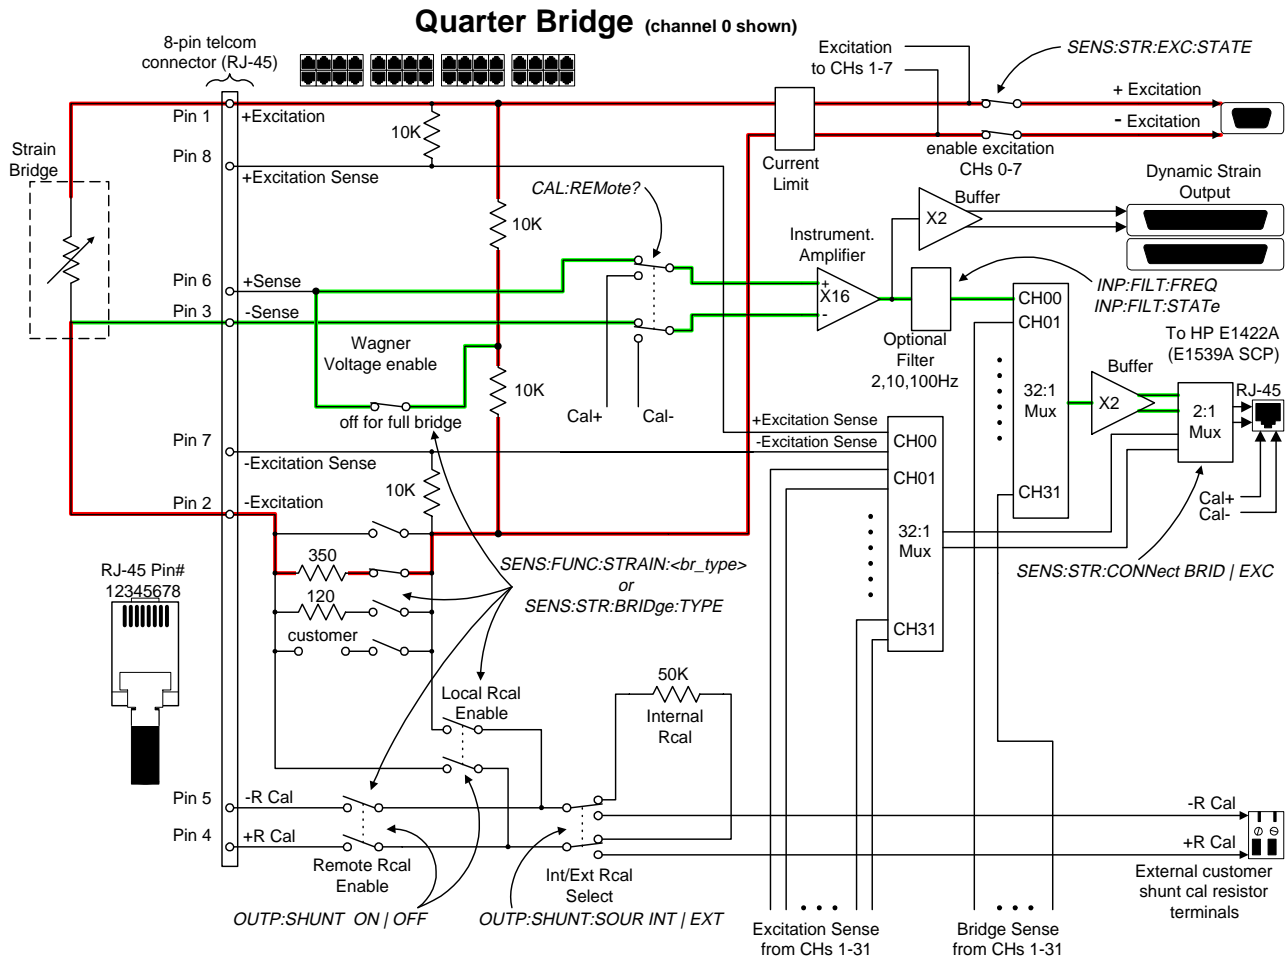 Quarter Bridge (channel 0 shown)
8-pin telcom
connector (RJ-45)
Excitation
to CHs 1-7
SENS:STR:EXC:STATE
Pin 1
+Excitation
10K
Current
Limit
+ Excitation
- Excitation
enable excitation
CHs 0-7
Strain
Bridge
Pin 8
+Excitation Sense
CAL:REMote?
10K
Buffer
X2
Dynamic Strain
Output
Instrument.
Amplifier
+
X16
-
Pin 6
+Sense
Pin 3
-Sense
INP:FILT:FREQ
INP:FILT:STATe
CH00
CH01
32:1
Mux
CH31
Optional
Filter
2,10,100Hz
To HP E1422A
(E1539A SCP)
RJ-45
Buffer
X2
2:1
Mux
Cal+
Cal-
Wagner
Voltage enable
off for full bridge
10K
Cal+
Cal-
+Excitation Sense
-Excitation Sense
CH00
CH01
32:1
Mux
CH31
Pin 7
-Excitation Sense
10K
Pin 2
-Excitation
350
120
customer
SENS:FUNC:STRAIN:<br_type>
or
SENS:STR:BRIDge:TYPE
SENS:STR:CONNect BRID | EXC
RJ-45 Pin#
12345678
Local Rcal
Enable
50K
Internal
Rcal
Pin 5
-R Cal
Pin 4
+R Cal
Remote Rcal
Enable
Int/Ext Rcal
Select
OUTP:SHUNT ON | OFF
OUTP:SHUNT:SOUR INT | EXT
-R Cal
+R Cal
External customer
shunt cal resistor
terminals
Excitation Sense
from CHs 1-31
Bridge Sense
from CHs 1-31